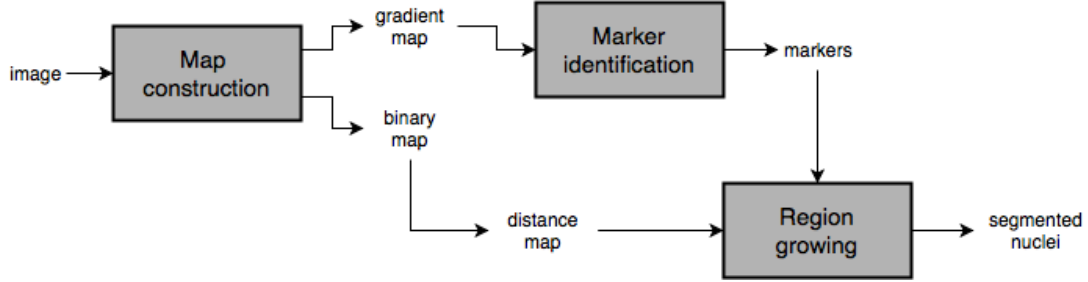 image
Map
construction
gradient
map
Marker
identification
markers
binary
map
distance
map
Region
growing
segmented
nuclei